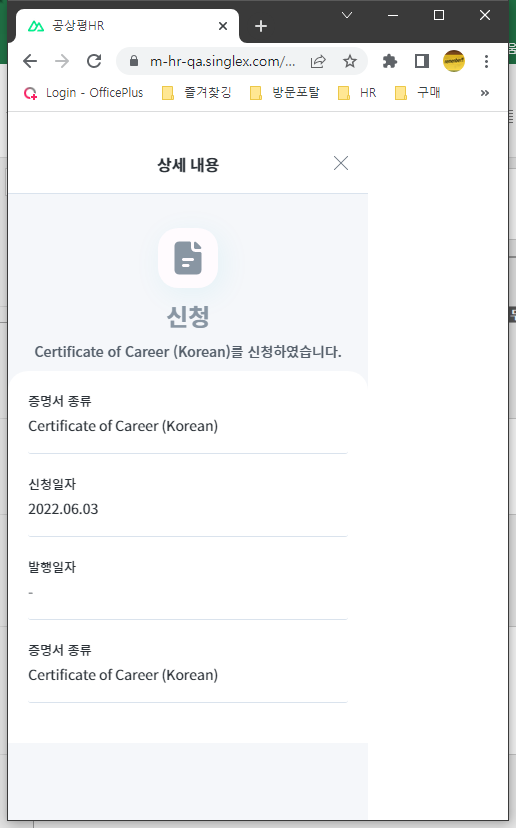 공상평HR
m-hr-qa.singlex.com/...
Login - OfficePlus
즐겨찾깅
방문포탈
HR
구매
상세 내용
신청
Certificate of Career (Korean)를 신청하였습니다.
증명서 종류
Certificate of Career (Korean)
신청일자
2022.06.03
발행일자
-
증명서 종류
Certificate of Career (Korean)